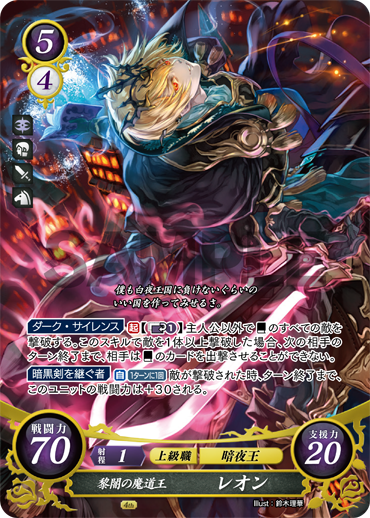 5
4
僕も白夜王国に負けないぐらいの
いい国を作ってみせるさ。
ダーク・サイレンス 起【 】主人公以外で のすべての敵を
撃破する。このスキルで敵を1体以上撃破した場合、次の相手の
ターン終了まで、相手は のカードを出撃させることができない。
暗黒剣を継ぐ者 自 1ターンに1回 敵が撃破された時、ターン終了まで、
このユニットの戦闘力は+30される。
戦闘力
70
射程 1 上級職 暗夜王
支援力
20
黎闇の魔道王 レオン
4th Illust:鈴木理華